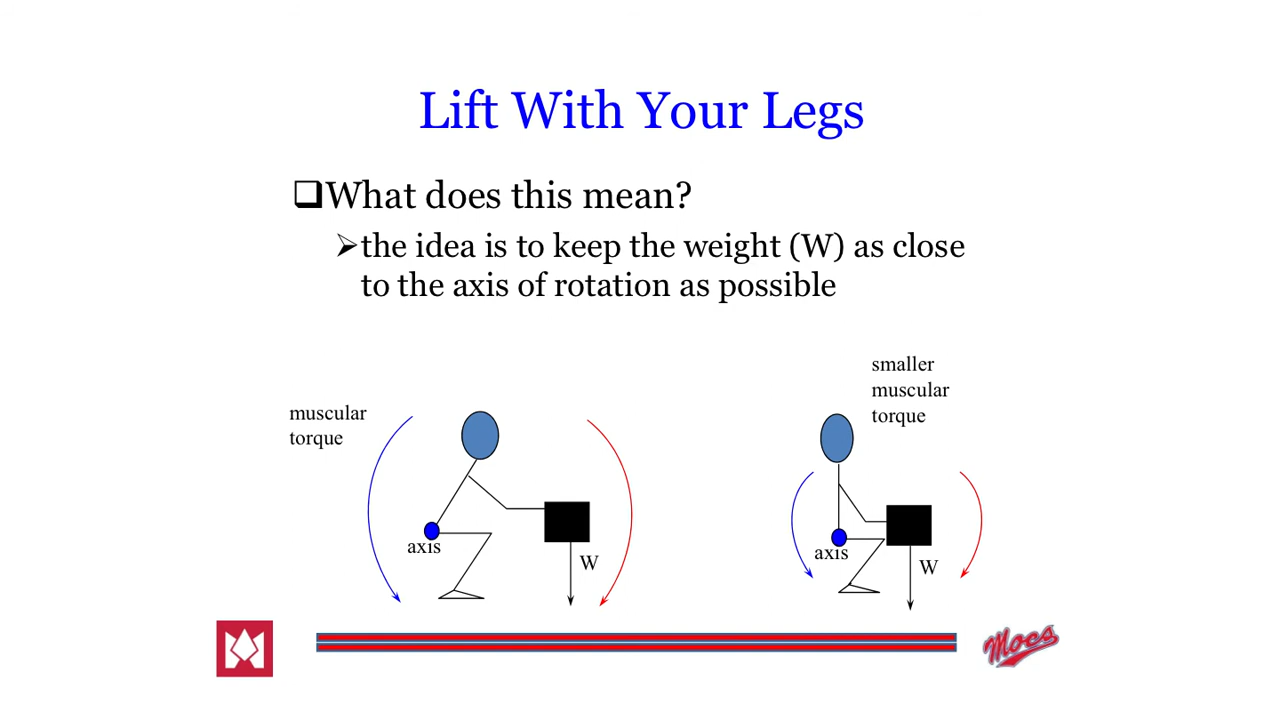 Lift With Your Legs
What does this mean?
the idea is to keep the weight (W) as close
to the axis of rotation as possible
muscular
torque
axis
W
smaller
muscular
torque
axis
W
Mocs